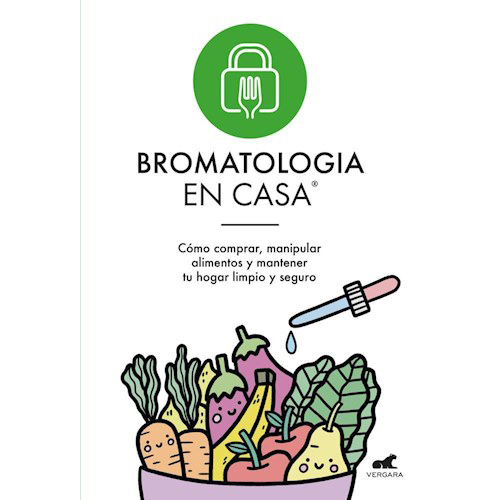 BROMATOLOGIA
EN CASA®
Cómo comprar, manipular
alimentos y mantener
tu hogar limpio y seguro
VERGARA